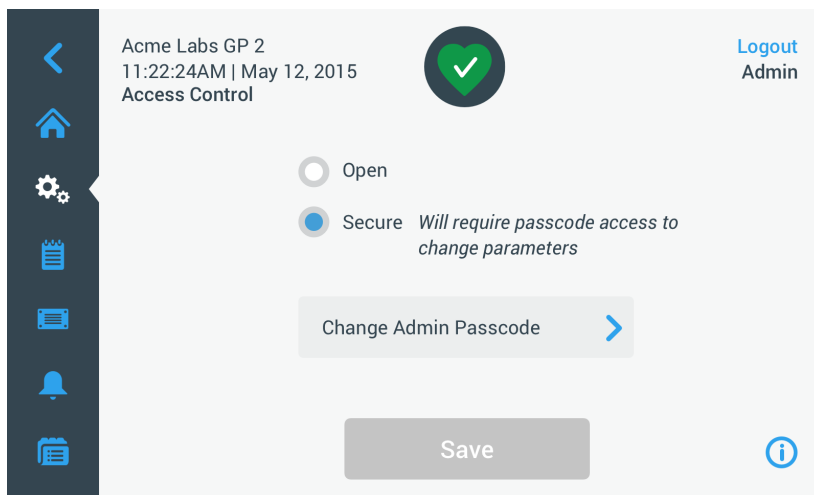 Acme Labs GP 2
11:22:24AM | May 12, 2015
Access Control
Logout
Admin
Open
Secure Will require passcode access to
change parameters
Change Admin Passcode
Save